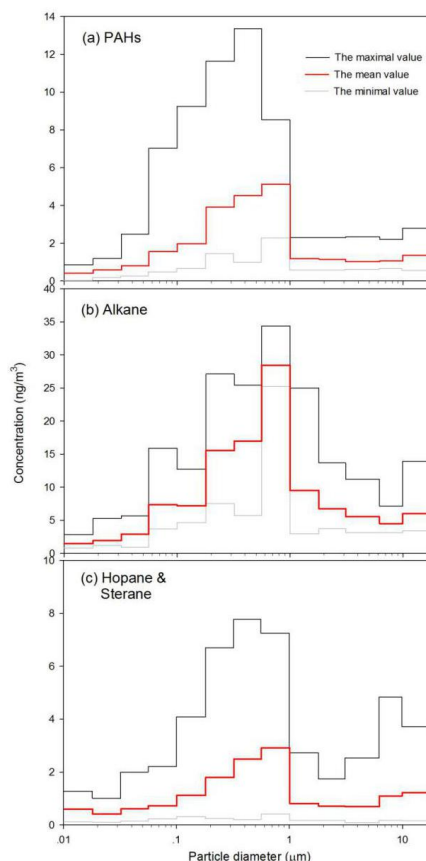 14
(a) PAHs
The maximal value
The mean value
The minimal value
12
10
8
6
4
2
0
40
(b) Alkane
35
30
25
20
15
10
5
0
Concentration (ng/m³)
10
(c) Hopane &
Sterane
8
6
4
2
0
.01 0.1 1 10
Particle diameter (μm)